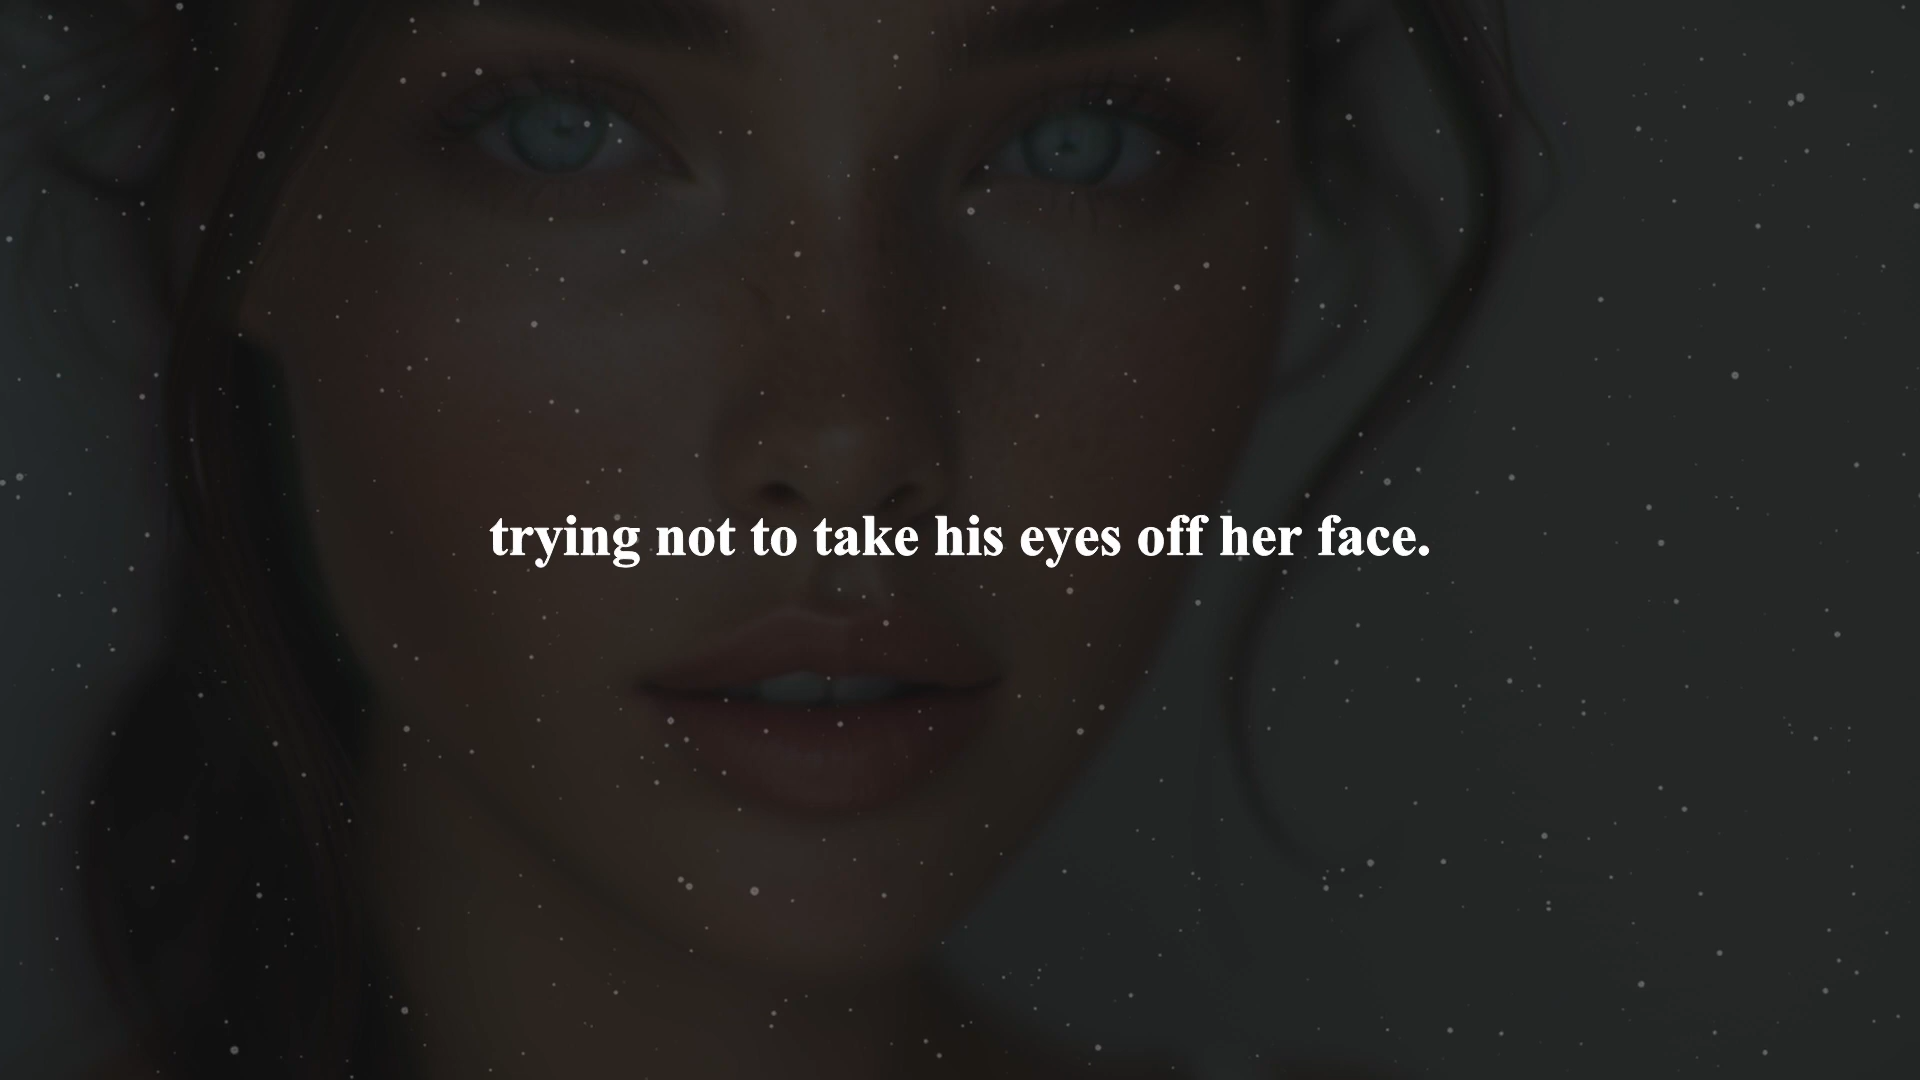 trying not to take his eyes off her face.